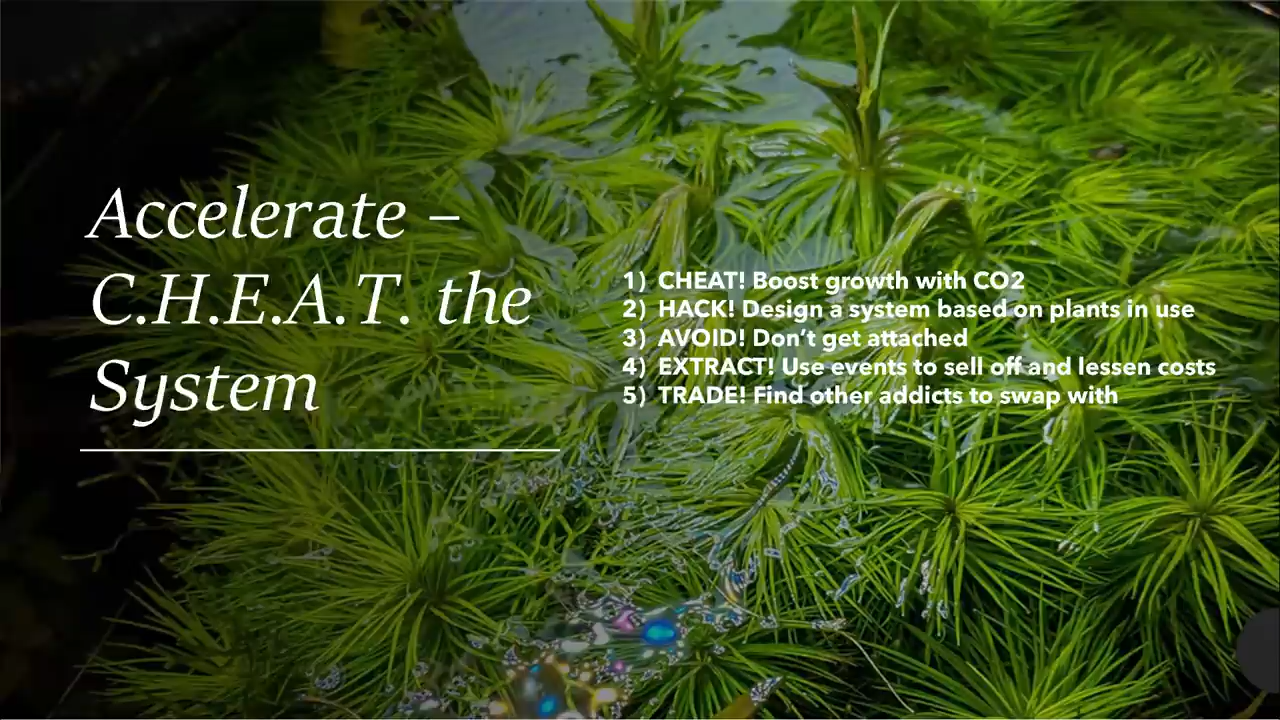 Accelerate –
C.H.E.A.T. the
System
1) CHEAT! Boost growth with CO2
2) HACK! Design a system based on plants in use
3) AVOID! Don’t get attached
4) EXTRACT! Use events to sell off and lessen costs
5) TRADE! Find other addicts to swap with